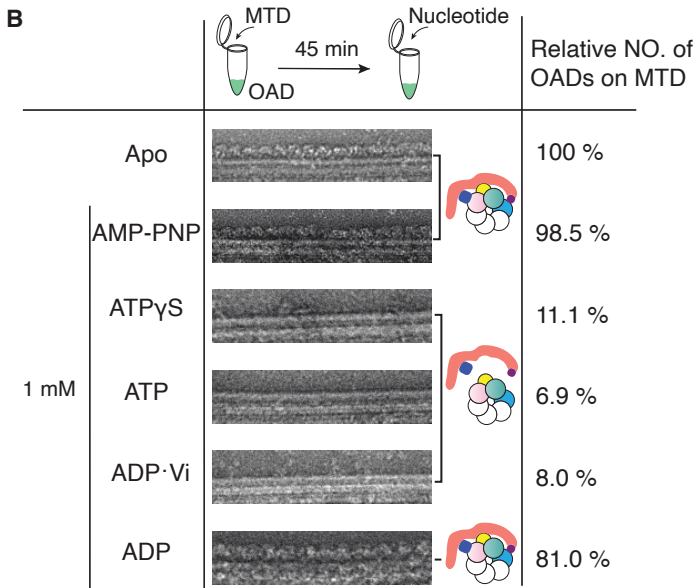 B
MTD
45 min
Nucleotide
OAD
Relative NO. of
OADs on MTD
Apo
100 %
AMP-PNP
98.5 %
ATPγS
11.1 %
1 mM
ATP
6.9 %
ADP·Vi
8.0 %
ADP
81.0 %